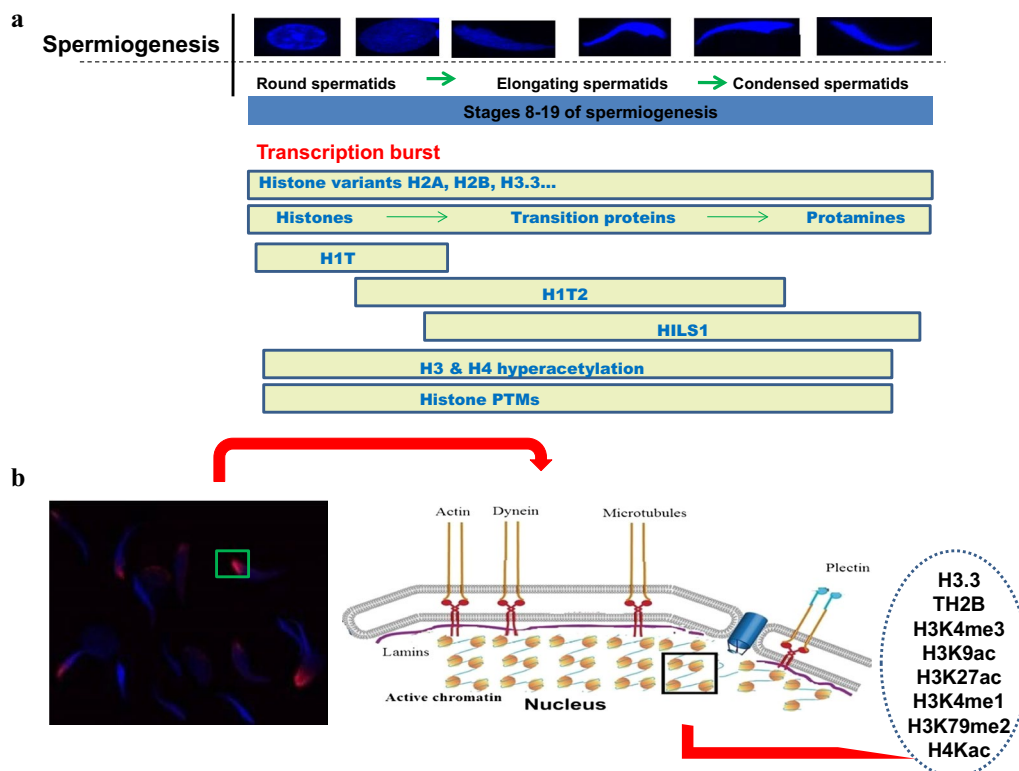 a
Spermiogenesis
Round spermatids
Elongating spermatids
Condensed spermatids
Stages 8-19 of spermiogenesis
Transcription burst
Histone variants H2A, H2B, H3.3...
Histones
Transition proteins
Protamines
H1T
H1T2
HILS1
H3 & H4 hyperacetylation
Histone PTMs
b
Actin
Dynein
Microtubules
Plectin
Lamins
Active chromatin
Nucleus
H3.3
TH2B
H3K4me3
H3K9ac
H3K27ac
H3K4me1
H3K79me2
H4Kac